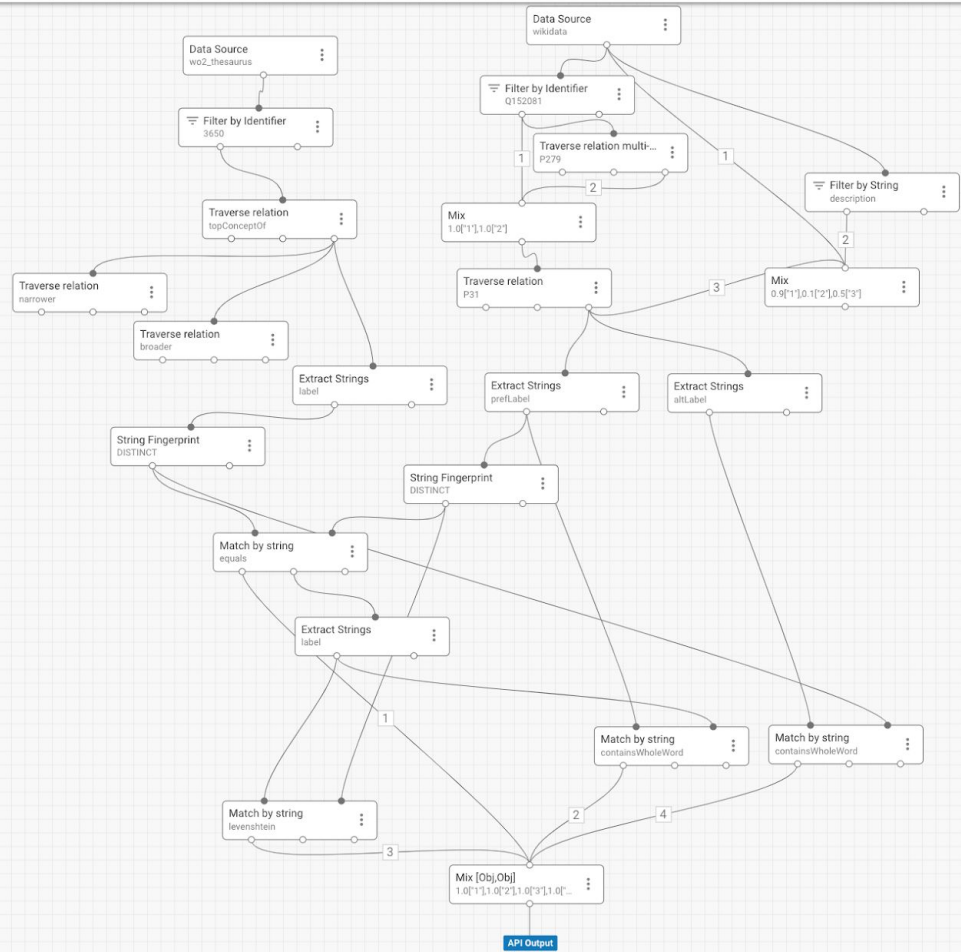 Data Source
wikidata
Data Source
wo2_thesaurus
Filter by Identifier
Q152081
Filter by Identifier
3650
Traverse relation multi-...
P279
1
1
2
Filter by String
description
Traverse relation
topConceptOf
Mix
1.0["1"],1.0["2"]
2
Traverse relation
narrower
Traverse relation
P31
3
Mix
0.9["1"],0.1["2"],0.5["3"]
Traverse relation
broader
Extract Strings
label
Extract Strings
prefLabel
Extract Strings
altLabel
String Fingerprint
DISTINCT
String Fingerprint
DISTINCT
Match by string
equals
Extract Strings
label
1
Match by string
containsWholeWord
Match by string
containsWholeWord
Match by string
levenshtein
2
4
3
Mix [Obj,Obj]
1.0["1"],1.0["2"],1.0["3"],1.0["...
API Output